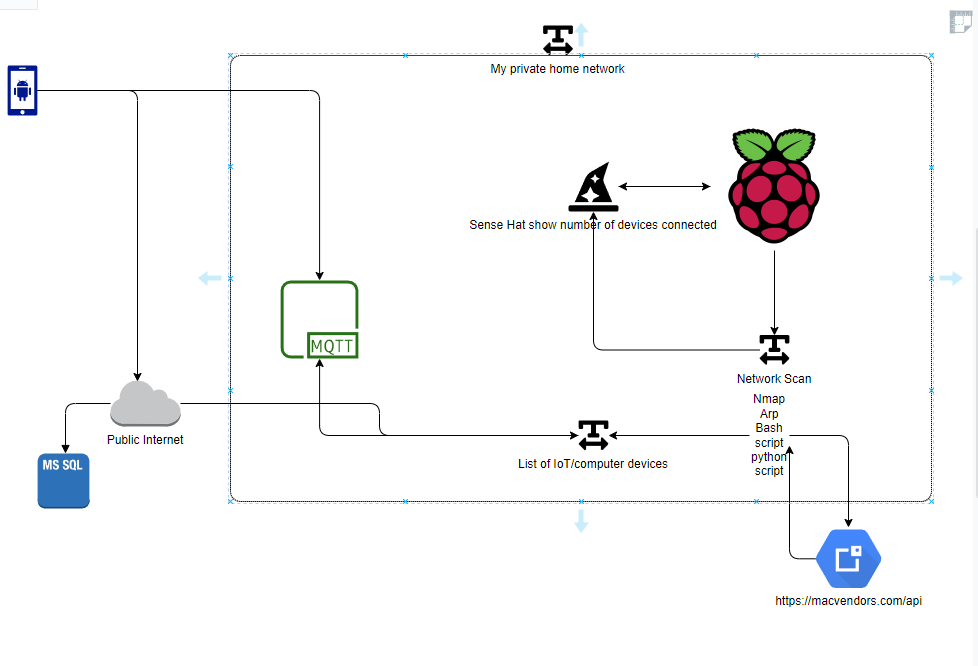 My private home network
Sense Hat show number of devices connected
MQTT
Network Scan
Nmap
Arp
Bash
script
python
script
Public Internet
MS SQL
List of IoT/computer devices
https://macvendors.com/api